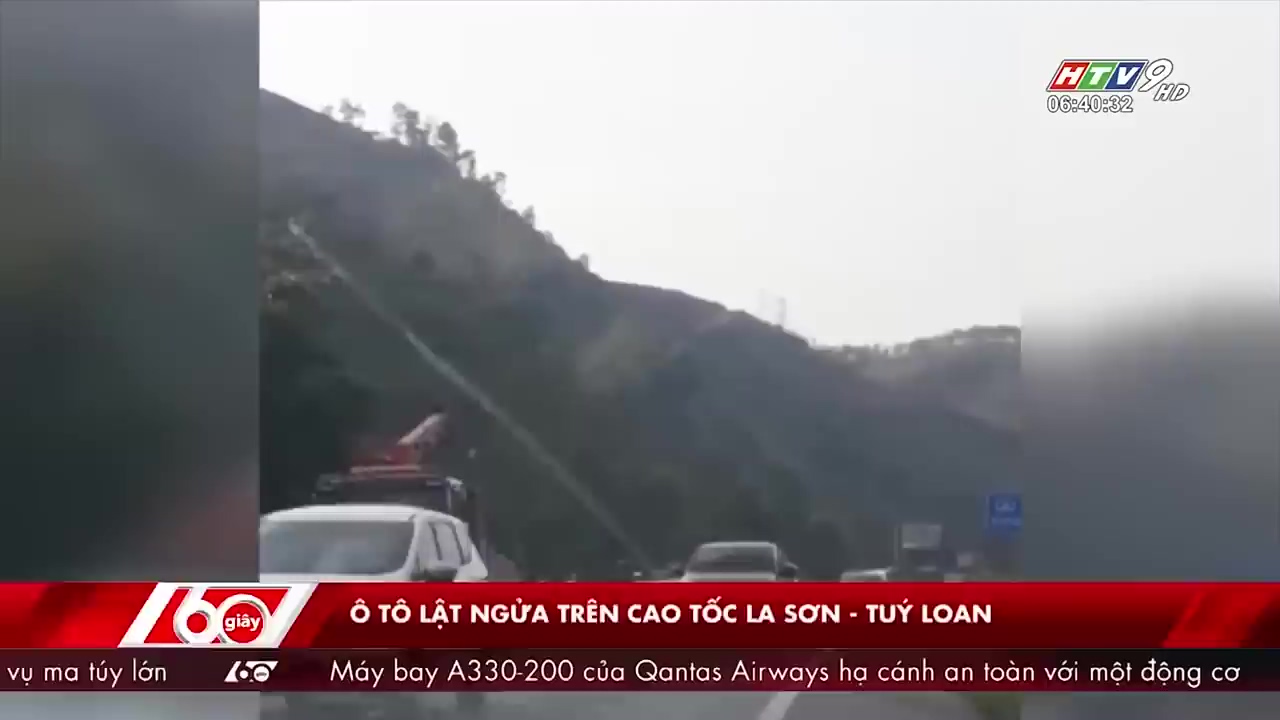 HTV9 HD
06:40:32
60 giây
Ô TÔ LẬT NGỬA TRÊN CAO TỐC LA SƠN - TUÝ LOAN
vụ ma túy lớn 60 Máy bay A330-200 của Qantas Airways hạ cánh an toàn với một động cơ